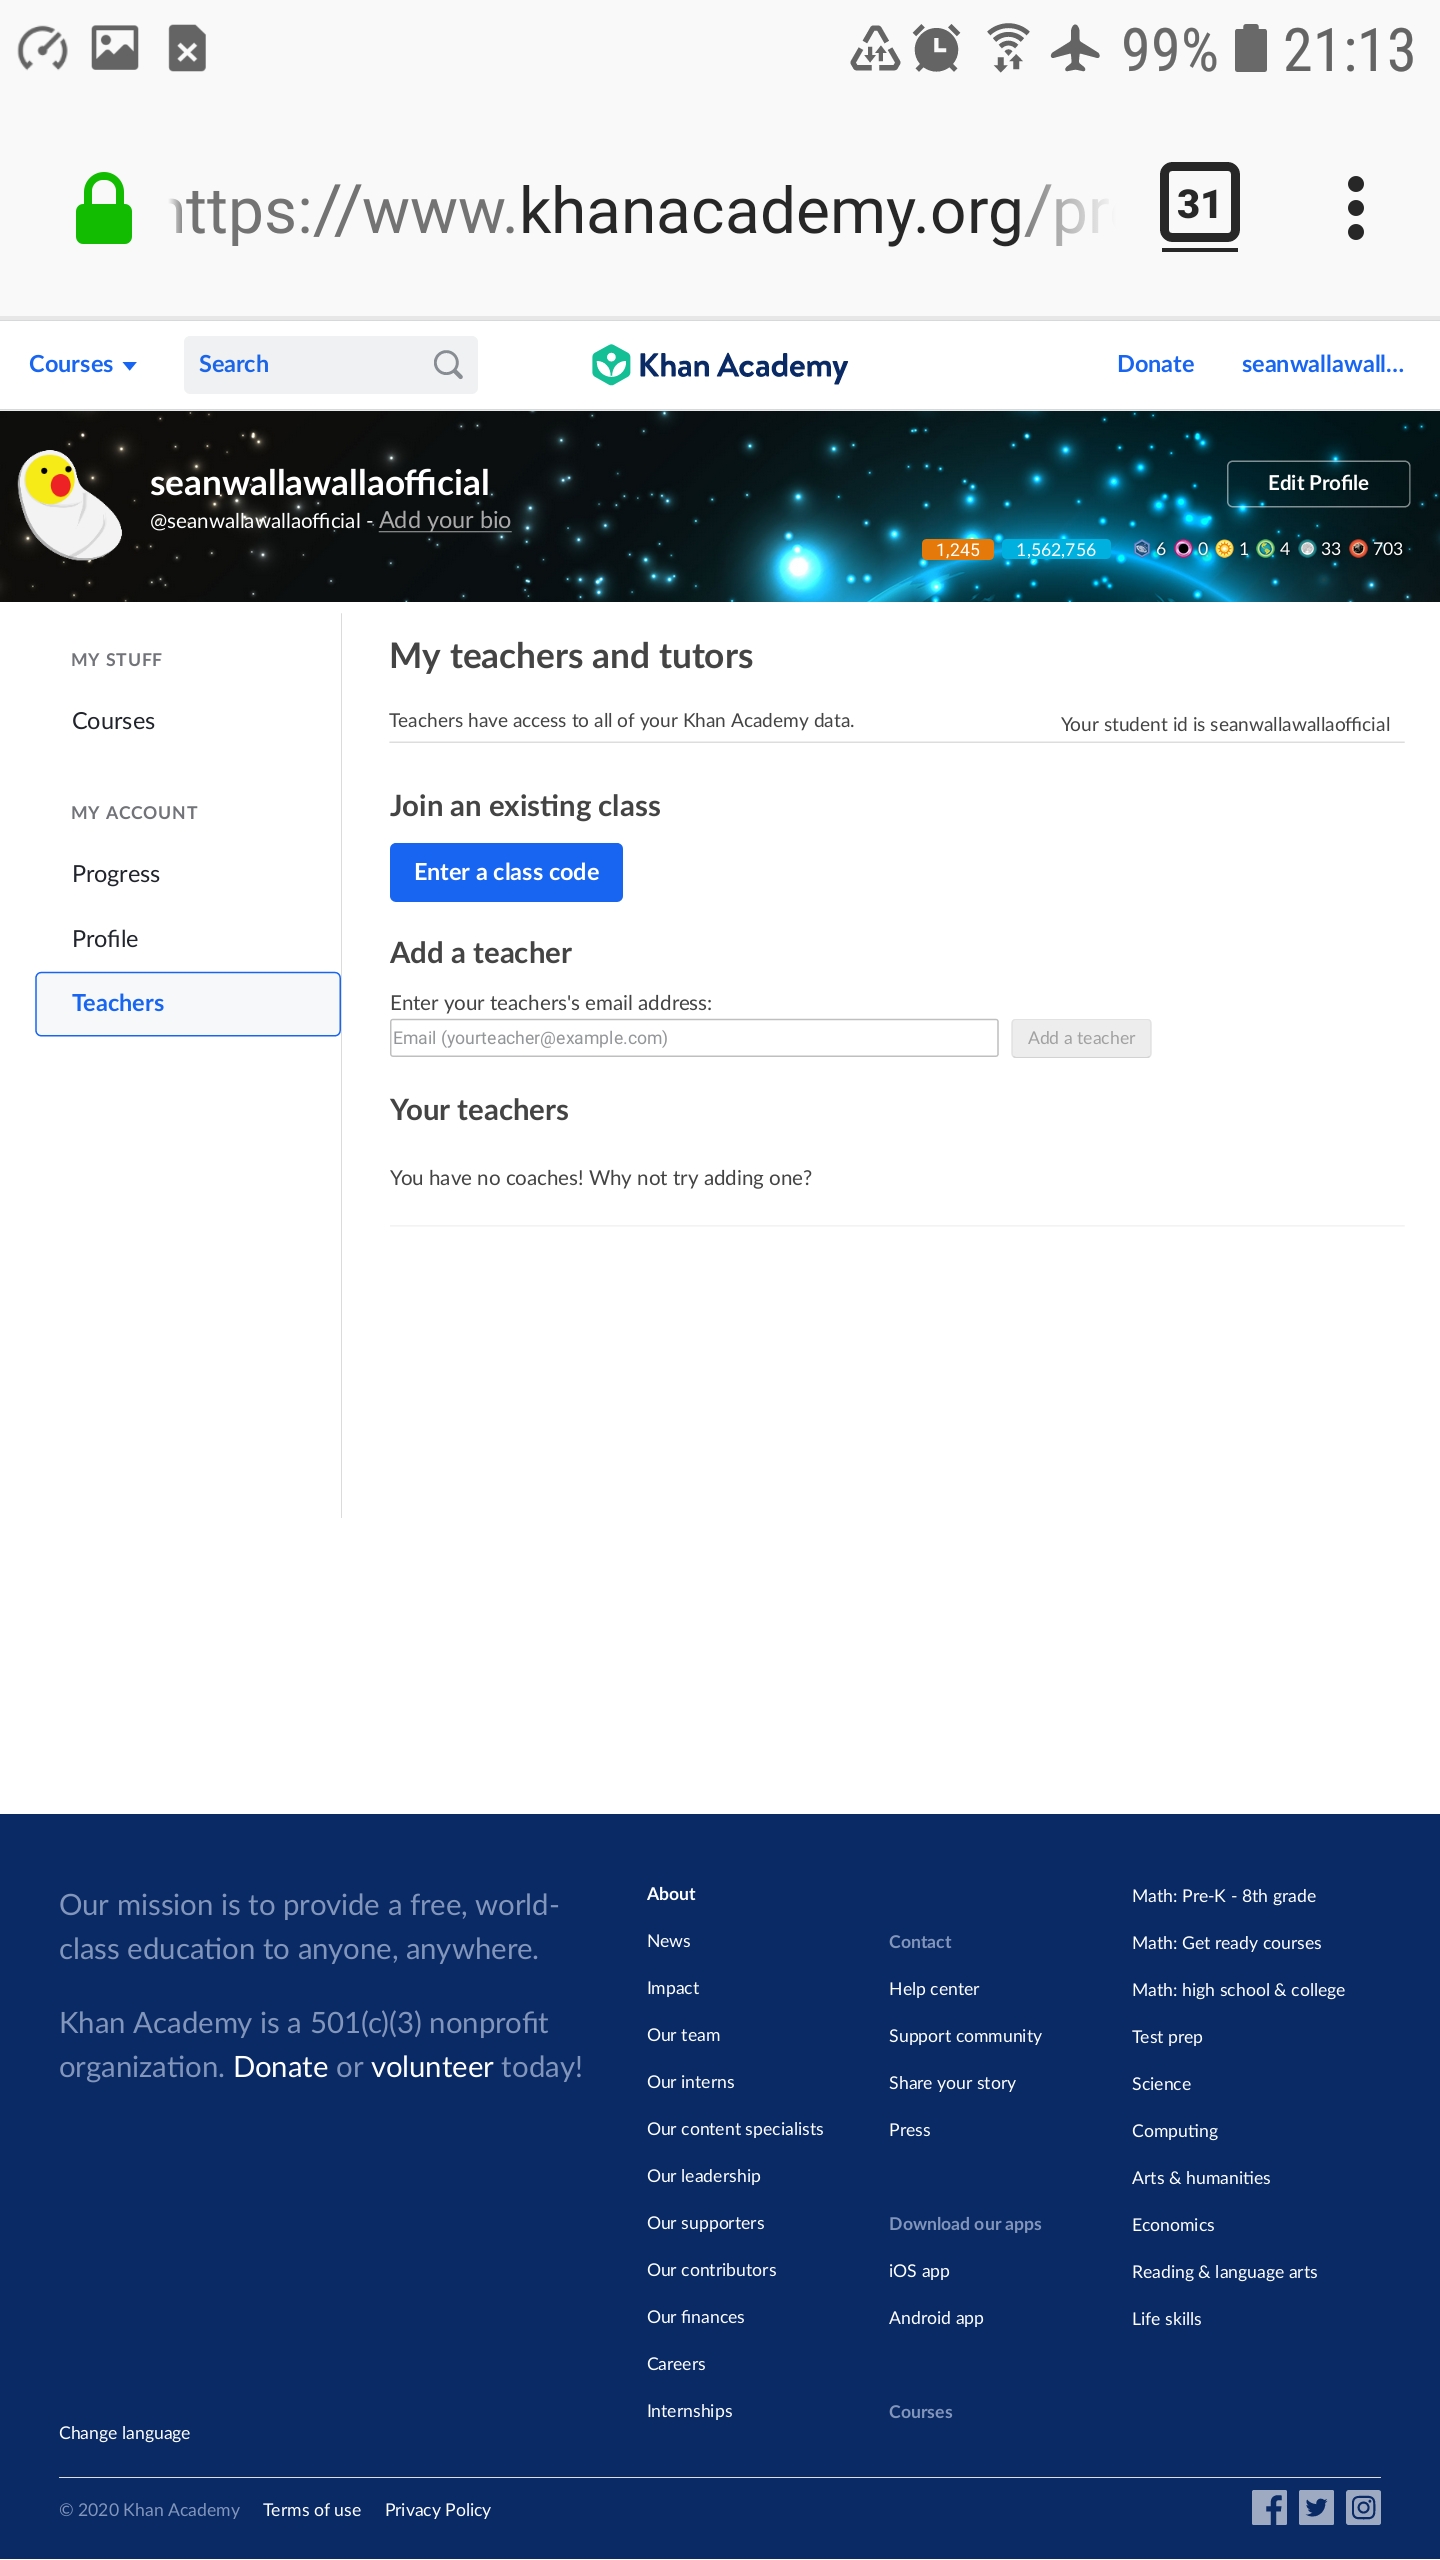 99% 21:13
https://www.khanacademy.org/pr
31
Courses
Search
Khan Academy
Donate
seanwallawall...
seanwallawallaofficial
@seanwallawallaofficial - Add your bio
Edit Profile
1,245 1,562,756 6 0 1 4 33 703
MY STUFF
Courses
MY ACCOUNT
Progress
Profile
Teachers
My teachers and tutors
Teachers have access to all of your Khan Academy data.
Your student id is seanwallawallaofficial
Join an existing class
Enter a class code
Add a teacher
Enter your teachers's email address:
Email (yourteacher@example.com)
Add a teacher
Your teachers
You have no coaches! Why not try adding one?
Our mission is to provide a free, world-
class education to anyone, anywhere.
Khan Academy is a 501(c)(3) nonprofit
organization. Donate or volunteer today!
About
News
Impact
Our team
Our interns
Our content specialists
Our leadership
Our supporters
Our contributors
Our finances
Careers
Internships
Contact
Help center
Support community
Share your story
Press
Download our apps
iOS app
Android app
Courses
Math: Pre-K - 8th grade
Math: Get ready courses
Math: high school & college
Test prep
Science
Computing
Arts & humanities
Economics
Reading & language arts
Life skills
Change language
© 2020 Khan Academy
Terms of use
Privacy Policy